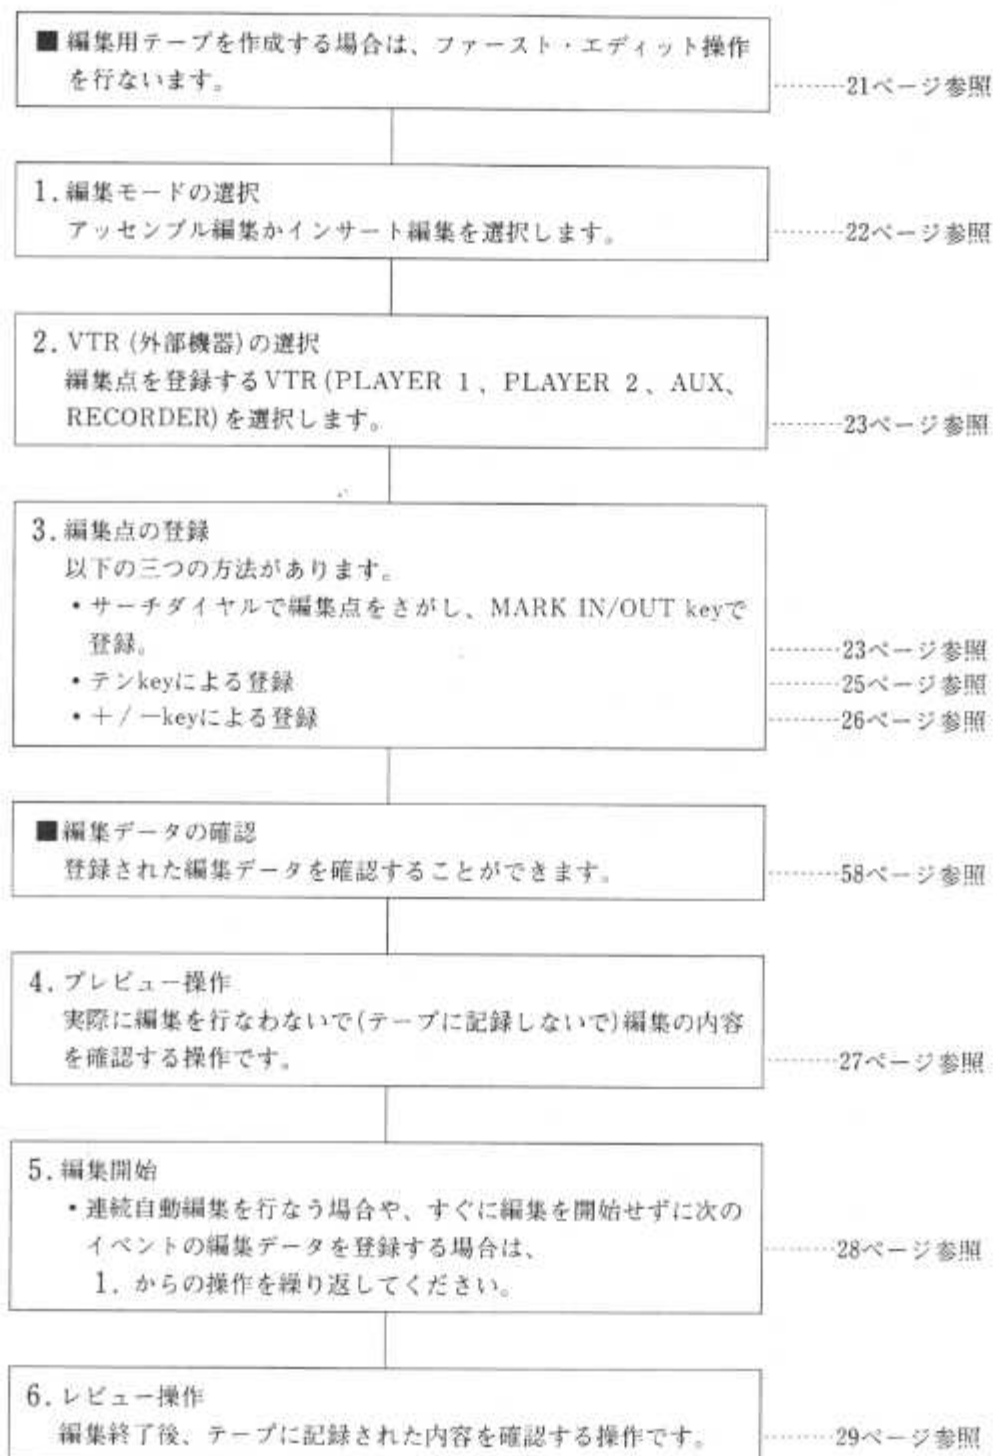 ■ 編集用テープを作成する場合は、ファースト・エディット操作
を行ないます。
………21ページ参照
1. 編集モードの選択
アッセンブル編集かインサート編集を選択します。
………22ページ参照
2. VTR (外部機器)の選択
編集点を登録するVTR(PLAYER 1、PLAYER 2、AUX、
RECORDER)を選択します。
………23ページ参照
3. 編集点の登録
以下の三つの方法があります。
・サーチダイヤルで編集点をさがし、MARK IN/OUT keyで
登録。
………23ページ参照
・テンkeyによる登録
………25ページ参照
・＋/－keyによる登録
………26ページ参照
■編集データの確認
登録された編集データを確認することができます。
………58ページ参照
4. プレビュー操作
実際に編集を行なわないで(テープに記録しないで)編集の内容
を確認する操作です。
………27ページ参照
5. 編集開始
・連続自動編集を行なう場合や、すぐに編集を開始せずに次の
イベントの編集データを登録する場合は、
1. からの操作を繰り返してください。
………28ページ参照
6. レビュー操作
編集終了後、テープに記録された内容を確認する操作です。
………29ページ参照